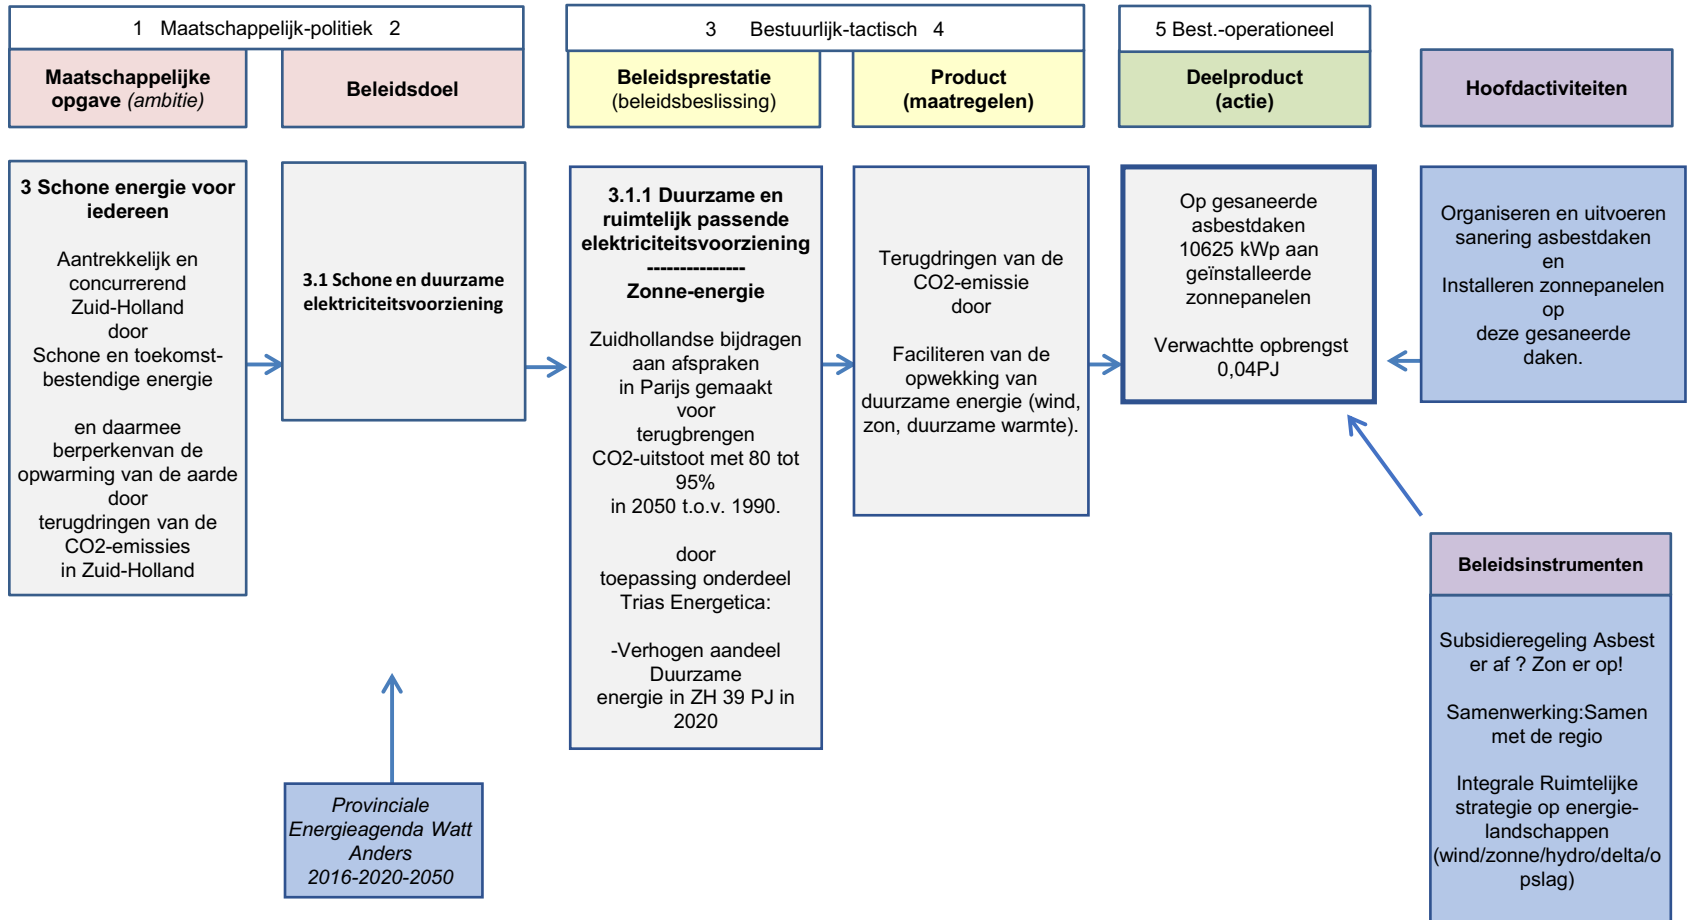 1 Maatschappelijk-politiek 2
3 Bestuurlijk-tactisch 4
5 Best.-operationeel
Maatschappelijke
opgave (ambitie)
Beleidsdoel
Beleidsprestatie
(beleidsbeslissing)
Product
(maatregelen)
Deelproduct
(actie)
Hoofdactiviteiten
3 Schone energie voor
iedereen
Aantrekkelijk en
concurrerend
Zuid-Holland
door
Schone en toekomst-
bestendige energie
en daarmee
berperkenvan de
opwarming van de aarde
door
terugdringen van de
CO2-emissies
in Zuid-Holland
3.1 Schone en duurzame
elektriciteitsvoorziening
3.1.1 Duurzame en
ruimtelijk passende
elektriciteitsvoorziening
---------------
Zonne-energie
Zuidhollandse bijdragen
aan afspraken
in Parijs gemaakt
voor
terugbrengen
CO2-uitstoot met 80 tot
95%
in 2050 t.o.v. 1990.
door
toepassing onderdeel
Trias Energetica:
-Verhogen aandeel
Duurzame
energie in ZH 39 PJ in
2020
Terugdringen van de
CO2-emissie
door
Faciliteren van de
opwekking van
duurzame energie (wind,
zon, duurzame warmte).
Op gesaneerde
asbestdaken
10625 kWp aan
geïnstalleerde
zonnepanelen
Verwachtte opbrengst
0,04PJ
Organiseren en uitvoeren
sanering asbestdaken
en
Installeren zonnepanelen
op
deze gesaneerde
daken.
Provinciale
Energieagenda Watt
Anders
2016-2020-2050
Beleidsinstrumenten
Subsidieregeling Asbest
er af ? Zon er op!
Samenwerking:Samen
met de regio
Integrale Ruimtelijke
strategie op energie-
landschappen
(wind/zonne/hydro/delta/o
pslag)